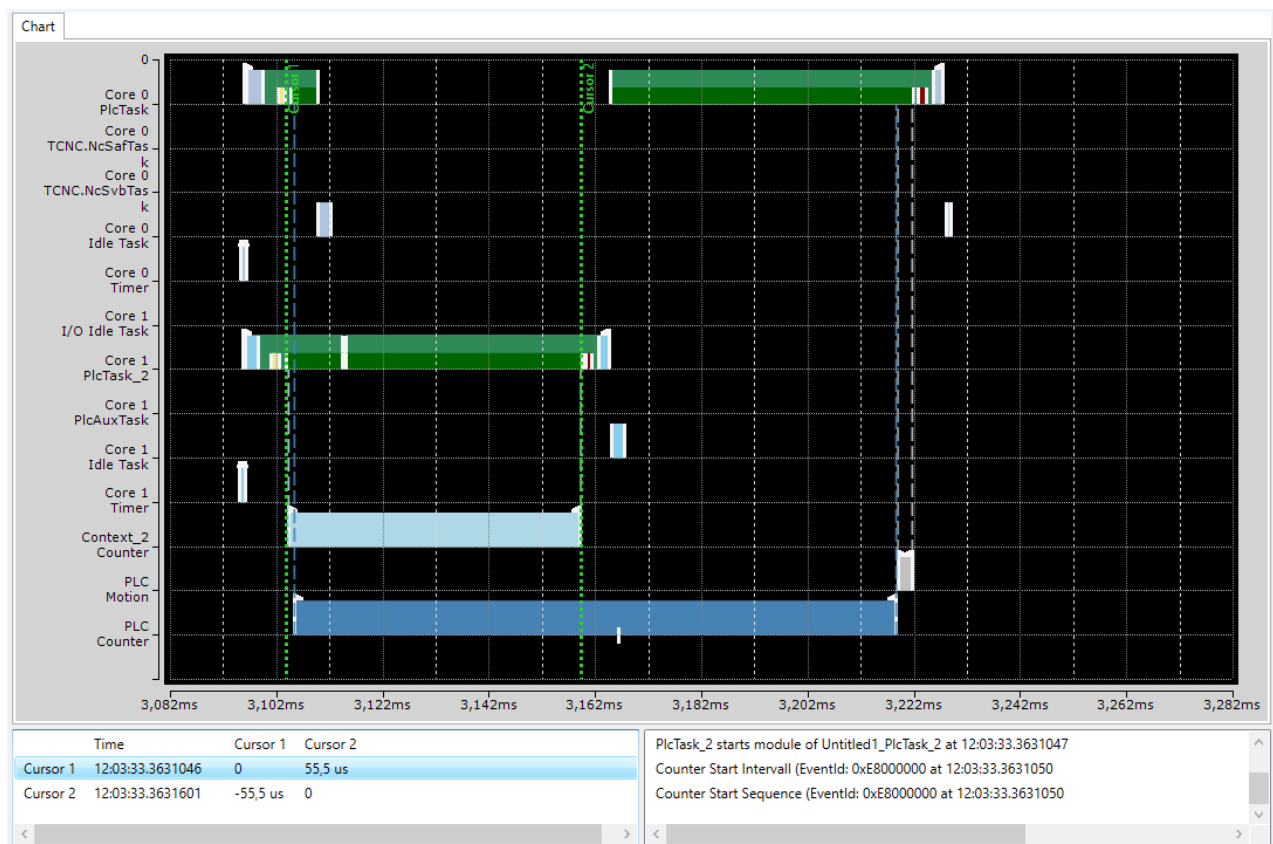 Chart
0
Core 0
PlcTask
Core 0
TCNC.NcSafTas
k
Core 0
TCNC.NcSvbTas
k
Core 0
Idle Task
Core 0
Timer
Core 1
I/O Idle Task
Core 1
PlcTask_2
Core 1
PlcAuxTask
Core 1
Idle Task
Core 1
Timer
Context_2
Counter
PLC
Motion
PLC
Counter
Cursor 1
Cursor 2
3,082ms 3,102ms 3,122ms 3,142ms 3,162ms 3,182ms 3,202ms 3,222ms 3,242ms 3,262ms 3,282ms
Time Cursor 1 Cursor 2
Cursor 1 12:03:33.3631046 0 55,5 us
Cursor 2 12:03:33.3631601 -55,5 us 0
PlcTask_2 starts module of Untitled1_PlcTask_2 at 12:03:33.3631047
Counter Start Intervall (EventId: 0xE8000000 at 12:03:33.3631050
Counter Start Sequence (EventId: 0xE8000000 at 12:03:33.3631050